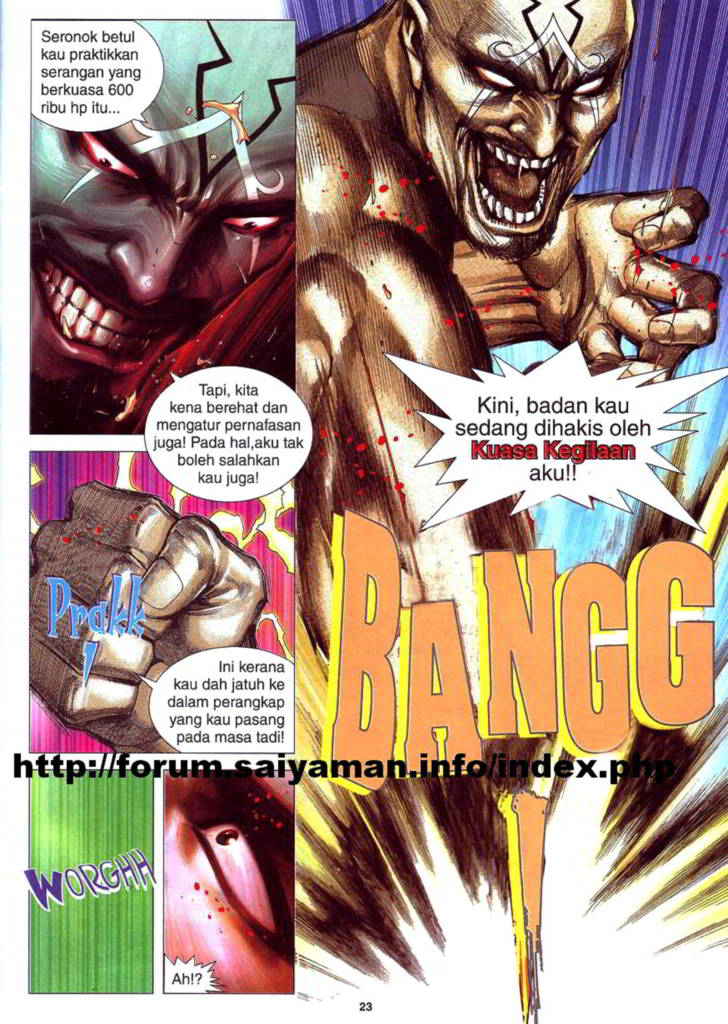 Seronok betul
kau praktikkan
serangan yang
berkuasa 600
ribu hp itu...
Tapi, kita
kena berehat dan
mengatur pernafasan
juga! Pada hal,aku tak
boleh salahkan
kau juga!
Kini, badan kau
sedang dihakis oleh
Kuasa Kegilaan
aku!!
Prakk
!
Ini kerana
kau dah jatuh ke
dalam perangkap
yang kau pasang
pada masa tadi!
BANGG
!
http://forum.saiyaman.info/index.php
WORGHH
Ah!?
23